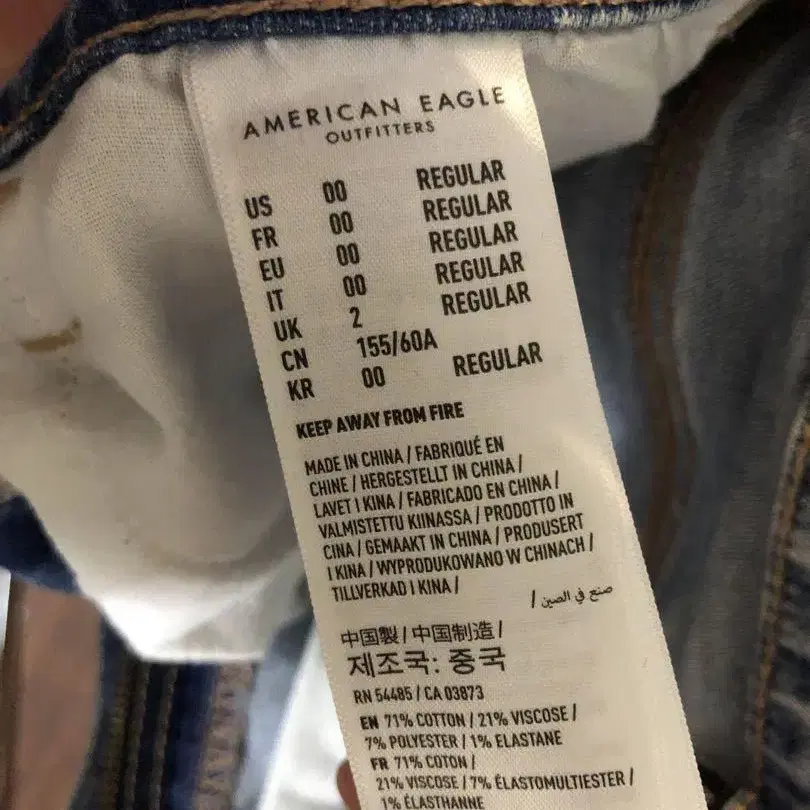 AMERICAN EAGLE
OUTFITTERS
US 00 REGULAR
FR 00 REGULAR
EU 00 REGULAR
IT 00 REGULAR
UK 2 REGULAR
CN 155/60A
KR 00 REGULAR
KEEP AWAY FROM FIRE
MADE IN CHINA / FABRIQUÉ EN
CHINE / HERGESTELLT IN CHINA /
LAVET I KINA / FABRICADO EN CHINA /
VALMISTETTU KIINASSA / PRODOTTO IN
CINA / GEMAAKT IN CHINA / PRODUSERT
I KINA / WYPRODUKOWANO W CHINACH /
TILLVERKAD I KINA /
صنع في الصين /
中国製 / 中国制造 /
제조국: 중국
RN 54485 / CA 03873
EN 71% COTTON / 21% VISCOSE /
7% POLYESTER / 1% ELASTANE
FR 71% COTON /
21% VISCOSE / 7% ÉLASTOMULTIESTER /
1% ÉLASTHANNE